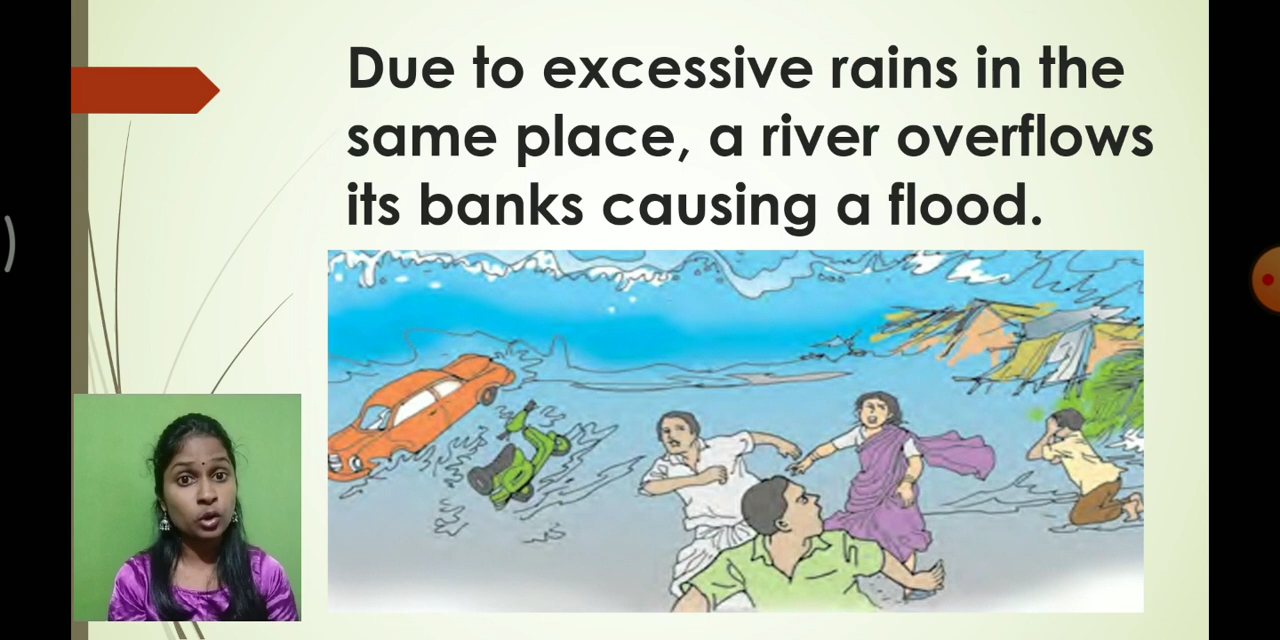 Due to excessive rains in the
same place, a river overflows
its banks causing a flood.